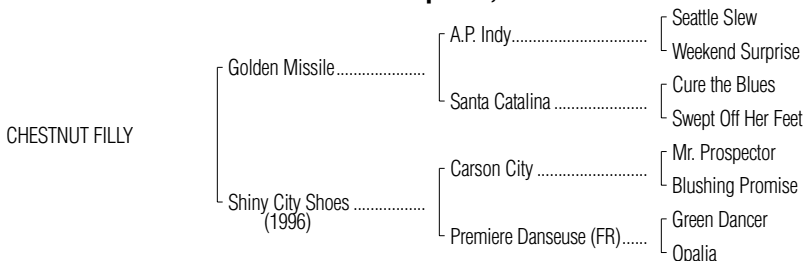 Seattle Slew
A.P. Indy..............................
Weekend Surprise
Golden Missile.....................
Cure the Blues
Santa Catalina ......................
Swept Off Her Feet
CHESTNUT FILLY
Mr. Prospector
Carson City ..........................
Blushing Promise
Shiny City Shoes .................
(1996)
Green Dancer
Premiere Danseuse (FR)......
Opalia